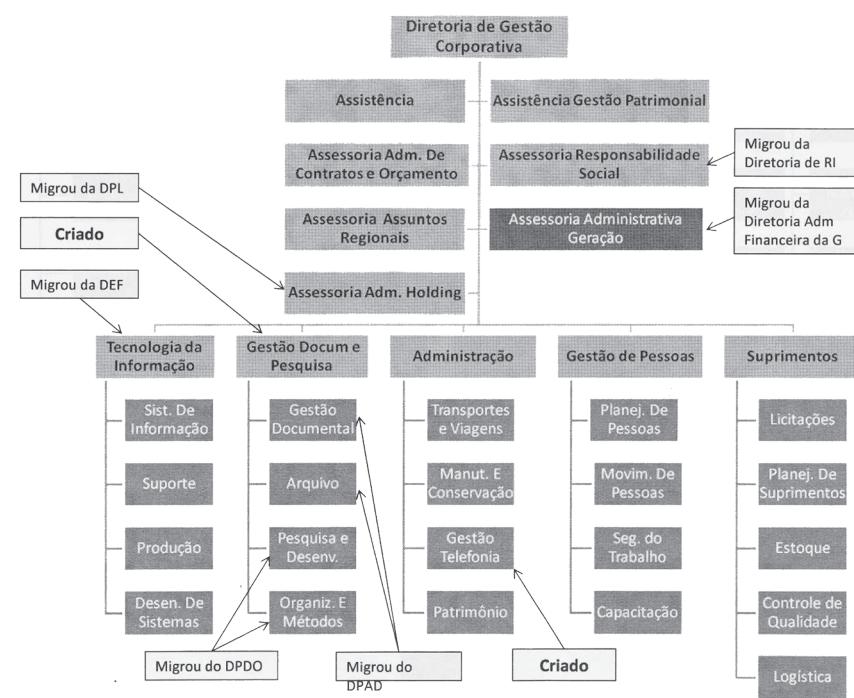 Diretoria de Gestão
Corporativa
Assistência
Assistência Gestão Patrimonial
Assessoria Adm. De
Contratos e Orçamento
Assessoria Responsabilidade
Social
Migrou da
Diretoria de RI
Migrou da DPL
Assessoria Assuntos
Regionais
Assessoria Administrativa
Geração
Migrou da
Diretoria Adm
Financeira da G
Criado
Migrou da DEF
Assessoria Adm. Holding
Tecnologia da
Informação
Gestão Docum e
Pesquisa
Administração
Gestão de Pessoas
Suprimentos
Sist. De
Informação
Gestão
Documental
Transportes
e Viagens
Planej. De
Pessoas
Licitações
Suporte
Arquivo
Manut. E
Conservação
Movim. De
Pessoas
Planej. De
Suprimentos
Produção
Pesquisa e
Desenv.
Gestão
Telefonia
Seg. do
Trabalho
Estoque
Desen. De
Sistemas
Organiz. E
Métodos
Patrimônio
Capacitação
Controle de
Qualidade
Migrou do DPDO
Migrou do
DPAD
Criado
Logística